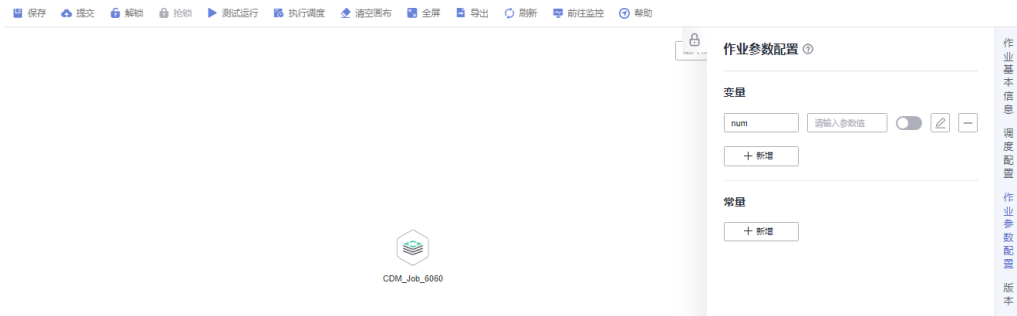 保存 提交 解锁 抢锁 测试运行 执行调度 清空画布 全屏 导出 刷新 前往监控 帮助
作业参数配置
变量
num 请输入参数值
新增
常量
新增
CDM_Job_6060
作业基本信息
调度配置
作业参数配置
版本